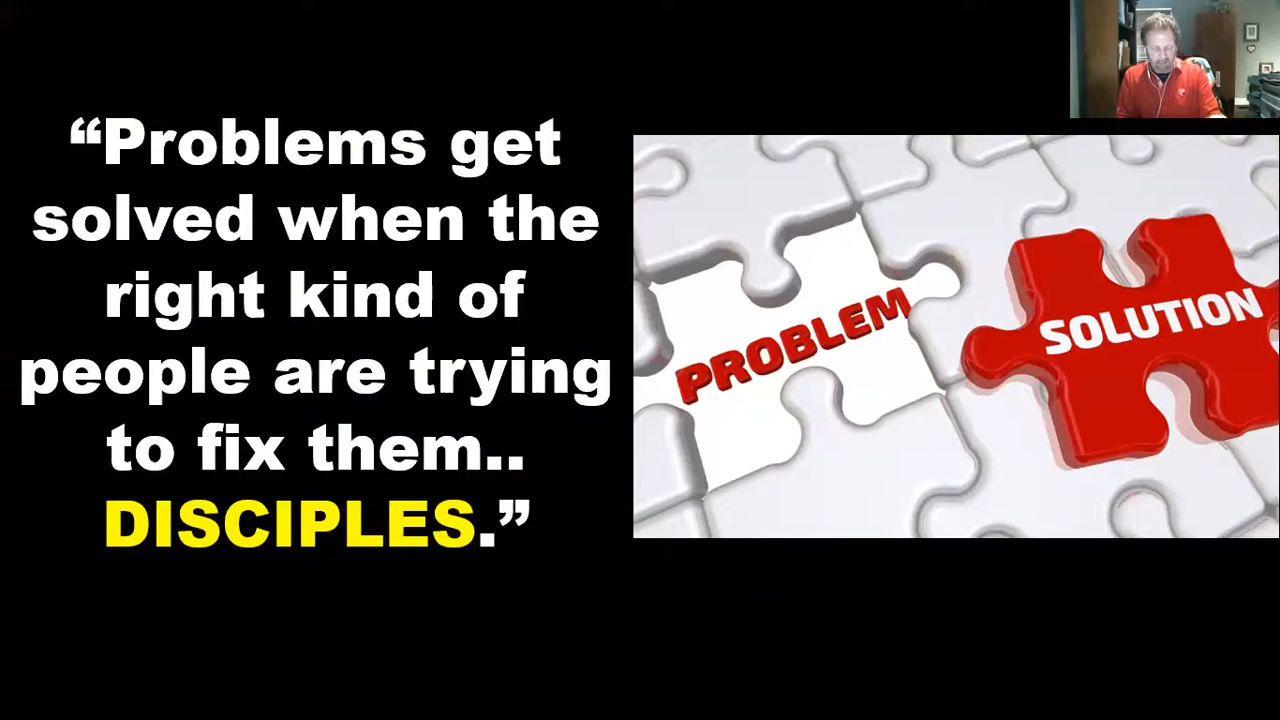 “Problems get
solved when the
right kind of
people are trying
to fix them..
DISCIPLES.”
PROBLEM
SOLUTION